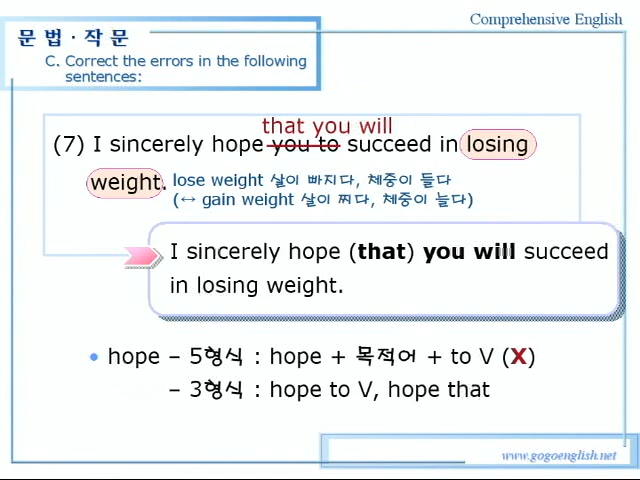 Comprehensive English
문 법 · 작 문
C. Correct the errors in the following
sentences:
that you will
(7) I sincerely hope you to succeed in losing
weight.
lose weight 살이 빠지다, 체중이 들다
(↔ gain weight 살이 찌다, 체중이 늘다)
I sincerely hope (that) you will succeed
in losing weight.
• hope – 5형식 : hope + 목적어 + to V (X)
– 3형식 : hope to V, hope that
www.gogoenglish.net